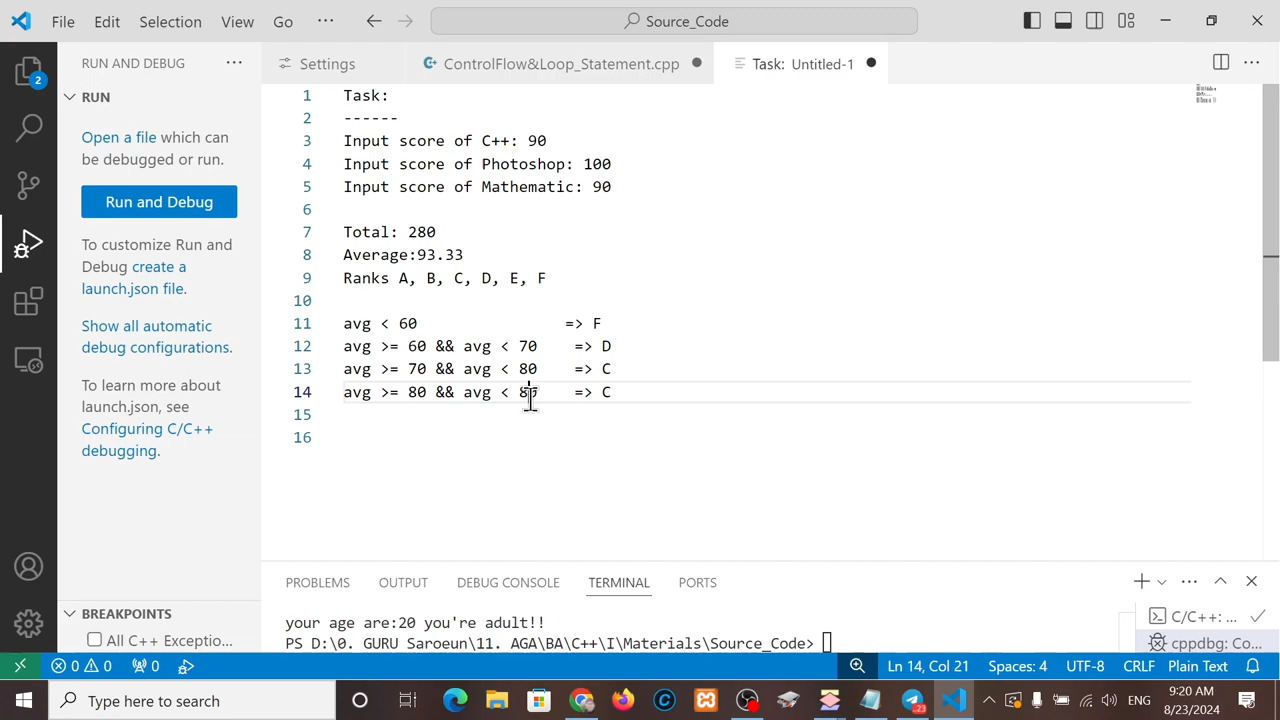 File Edit Selection View Go ··· Source_Code
RUN AND DEBUG ··· Settings ControlFlow&Loop_Statement.cpp Task: Untitled-1
RUN
Open a file which can
be debugged or run.
Run and Debug
To customize Run and
Debug create a
launch.json file.
Show all automatic
debug configurations.
To learn more about
launch.json, see
Configuring C/C++
debugging.
BREAKPOINTS
All C++ Exceptio...
2
1 Task:
2 ------
3 Input score of C++: 90
4 Input score of Photoshop: 100
5 Input score of Mathematic: 90
6
7 Total: 280
8 Average:93.33
9 Ranks A, B, C, D, E, F
10
11 avg < 60 => F
12 avg >= 60 && avg < 70 => D
13 avg >= 70 && avg < 80 => C
14 avg >= 80 && avg < 80 => C
15
16
PROBLEMS OUTPUT DEBUG CONSOLE TERMINAL PORTS
your age are:20 you're adult!!
PS D:\0. GURU Saroeun\11. AGA\BA\C++\I\Materials\Source_Code>
C/C++: ...
cppdbg: Co...
0 0 0 Ln 14, Col 21 Spaces: 4 UTF-8 CRLF Plain Text
Type here to search
23
ENG
9:20 AM
8/23/2024